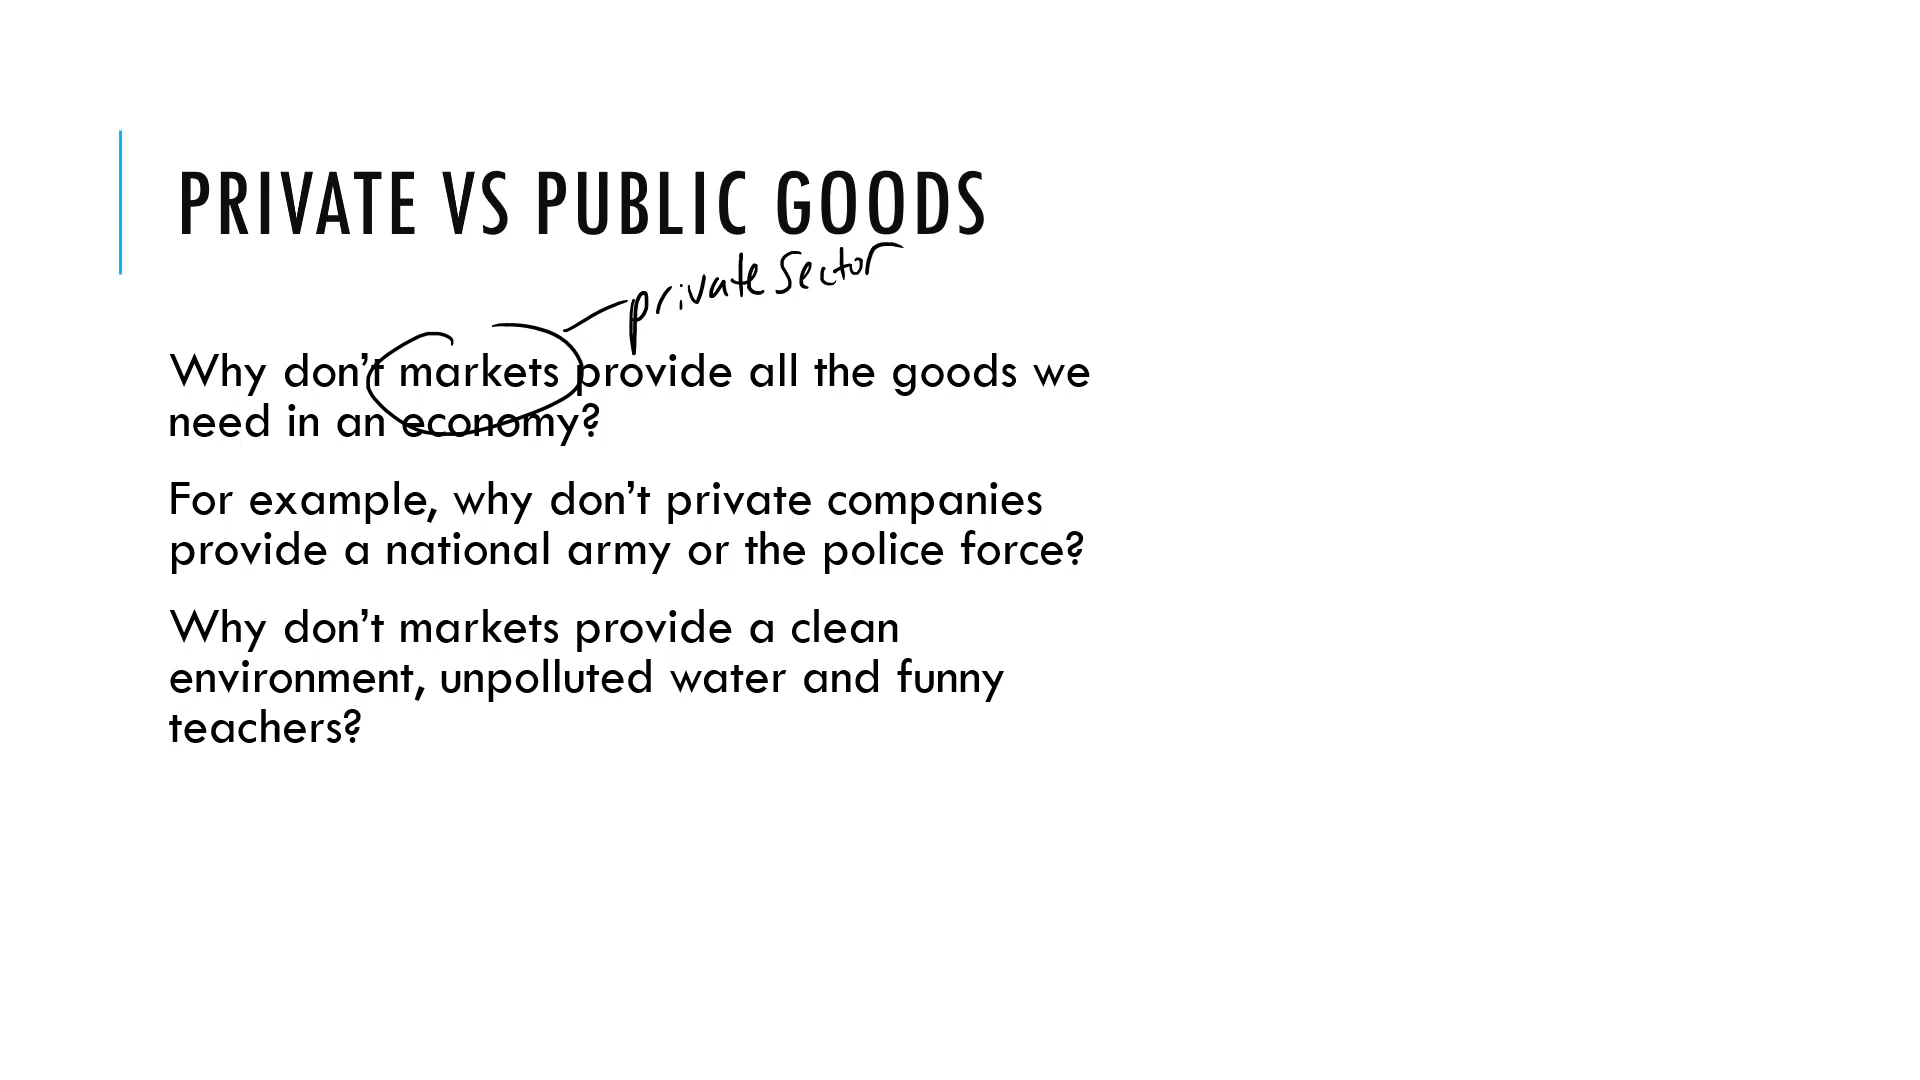 PRIVATE VS PUBLIC GOODS
private sector
Why don't markets provide all the goods we
need in an economy?
For example, why don't private companies
provide a national army or the police force?
Why don't markets provide a clean
environment, unpolluted water and funny
teachers?